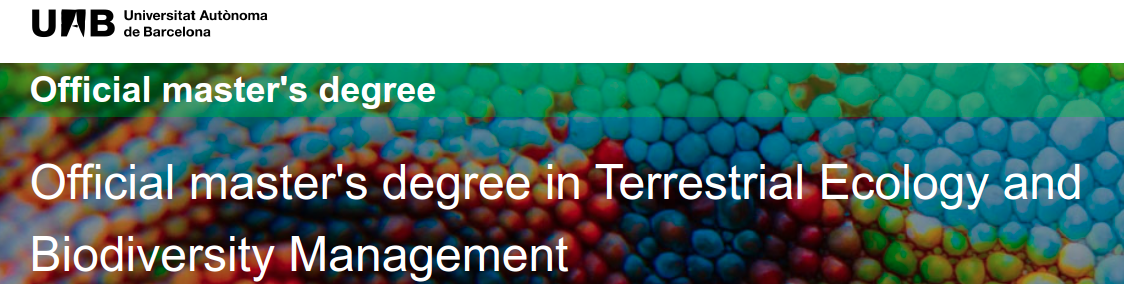 UAB Universitat Autònoma
de Barcelona
Official master's degree
Official master's degree in Terrestrial Ecology and
Biodiversity Management